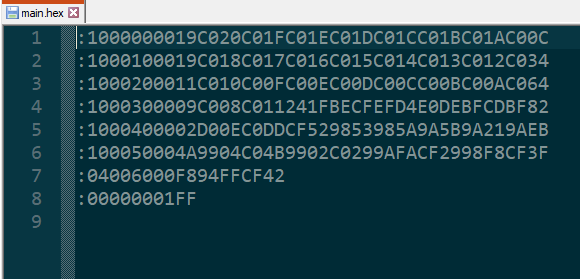 main.hex
1 :1000000019C020C01FC01EC01DC01CC01BC01AC00C
2 :1000100019C018C017C016C015C014C013C012C034
3 :1000200011C010C00FC00EC00DC00CC00BC00AC064
4 :1000300009C008C011241FBECFEFD4E0DEBFCDBF82
5 :1000400002D00EC0DDCF529853985A9A5B9A219AEB
6 :100050004A9904C04B9902C0299AFACF2998F8CF3F
7 :04006000F894FFCF42
8 :00000001FF
9